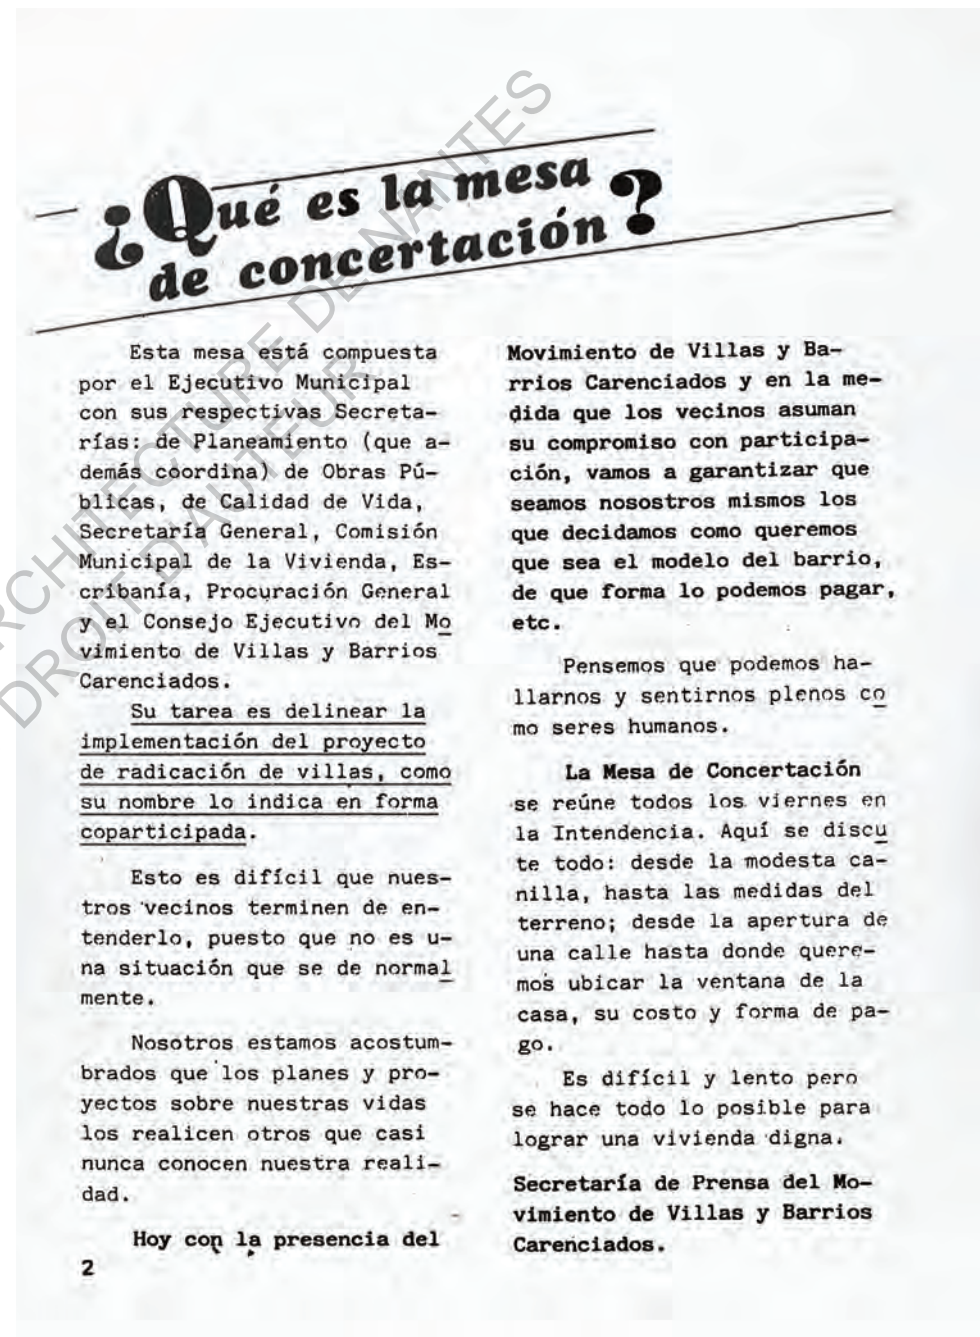 ¿Qué es la mesa
de concertación?
Esta mesa está compuesta
por el Ejecutivo Municipal
con sus respectivas Secreta-
rías: de Planeamiento (que a-
demás coordina) de Obras Pú-
blicas, de Calidad de Vida,
Secretaría General, Comisión
Municipal de la Vivienda, Es-
cribanía, Procuración General
y el Consejo Ejecutivo del Mo
vimiento de Villas y Barrios
Carenciados.
Su tarea es delinear la
implementación del proyecto
de radicación de villas, como
su nombre lo indica en forma
coparticipada.
Esto es difícil que nues-
tros vecinos terminen de en-
tenderlo, puesto que no es u-
na situación que se de normal
mente.
Nosotros estamos acostum-
brados que los planes y pro-
yectos sobre nuestras vidas
los realicen otros que casi
nunca conocen nuestra reali-
dad.
Hoy con la presencia del
2
Movimiento de Villas y Ba-
rrios Carenciados y en la me-
dida que los vecinos asuman
su compromiso con participa-
ción, vamos a garantizar que
seamos nosostros mismos los
que decidamos como queremos
que sea el modelo del barrio,
de que forma lo podemos pagar,
etc.
Pensemos que podemos ha-
llarnos y sentirnos plenos co
mo seres humanos.
La Mesa de Concertación
se reúne todos los viernes en
la Intendencia. Aquí se discu
te todo: desde la modesta ca-
nilla, hasta las medidas del
terreno; desde la apertura de
una calle hasta donde quere-
mos ubicar la ventana de la
casa, su costo y forma de pa-
go.
Es difícil y lento pero
se hace todo lo posible para
lograr una vivienda digna.
Secretaría de Prensa del Mo-
vimiento de Villas y Barrios
Carenciados.
ARCHITECTURE DE NANTES
DROIT D'AUTEUR